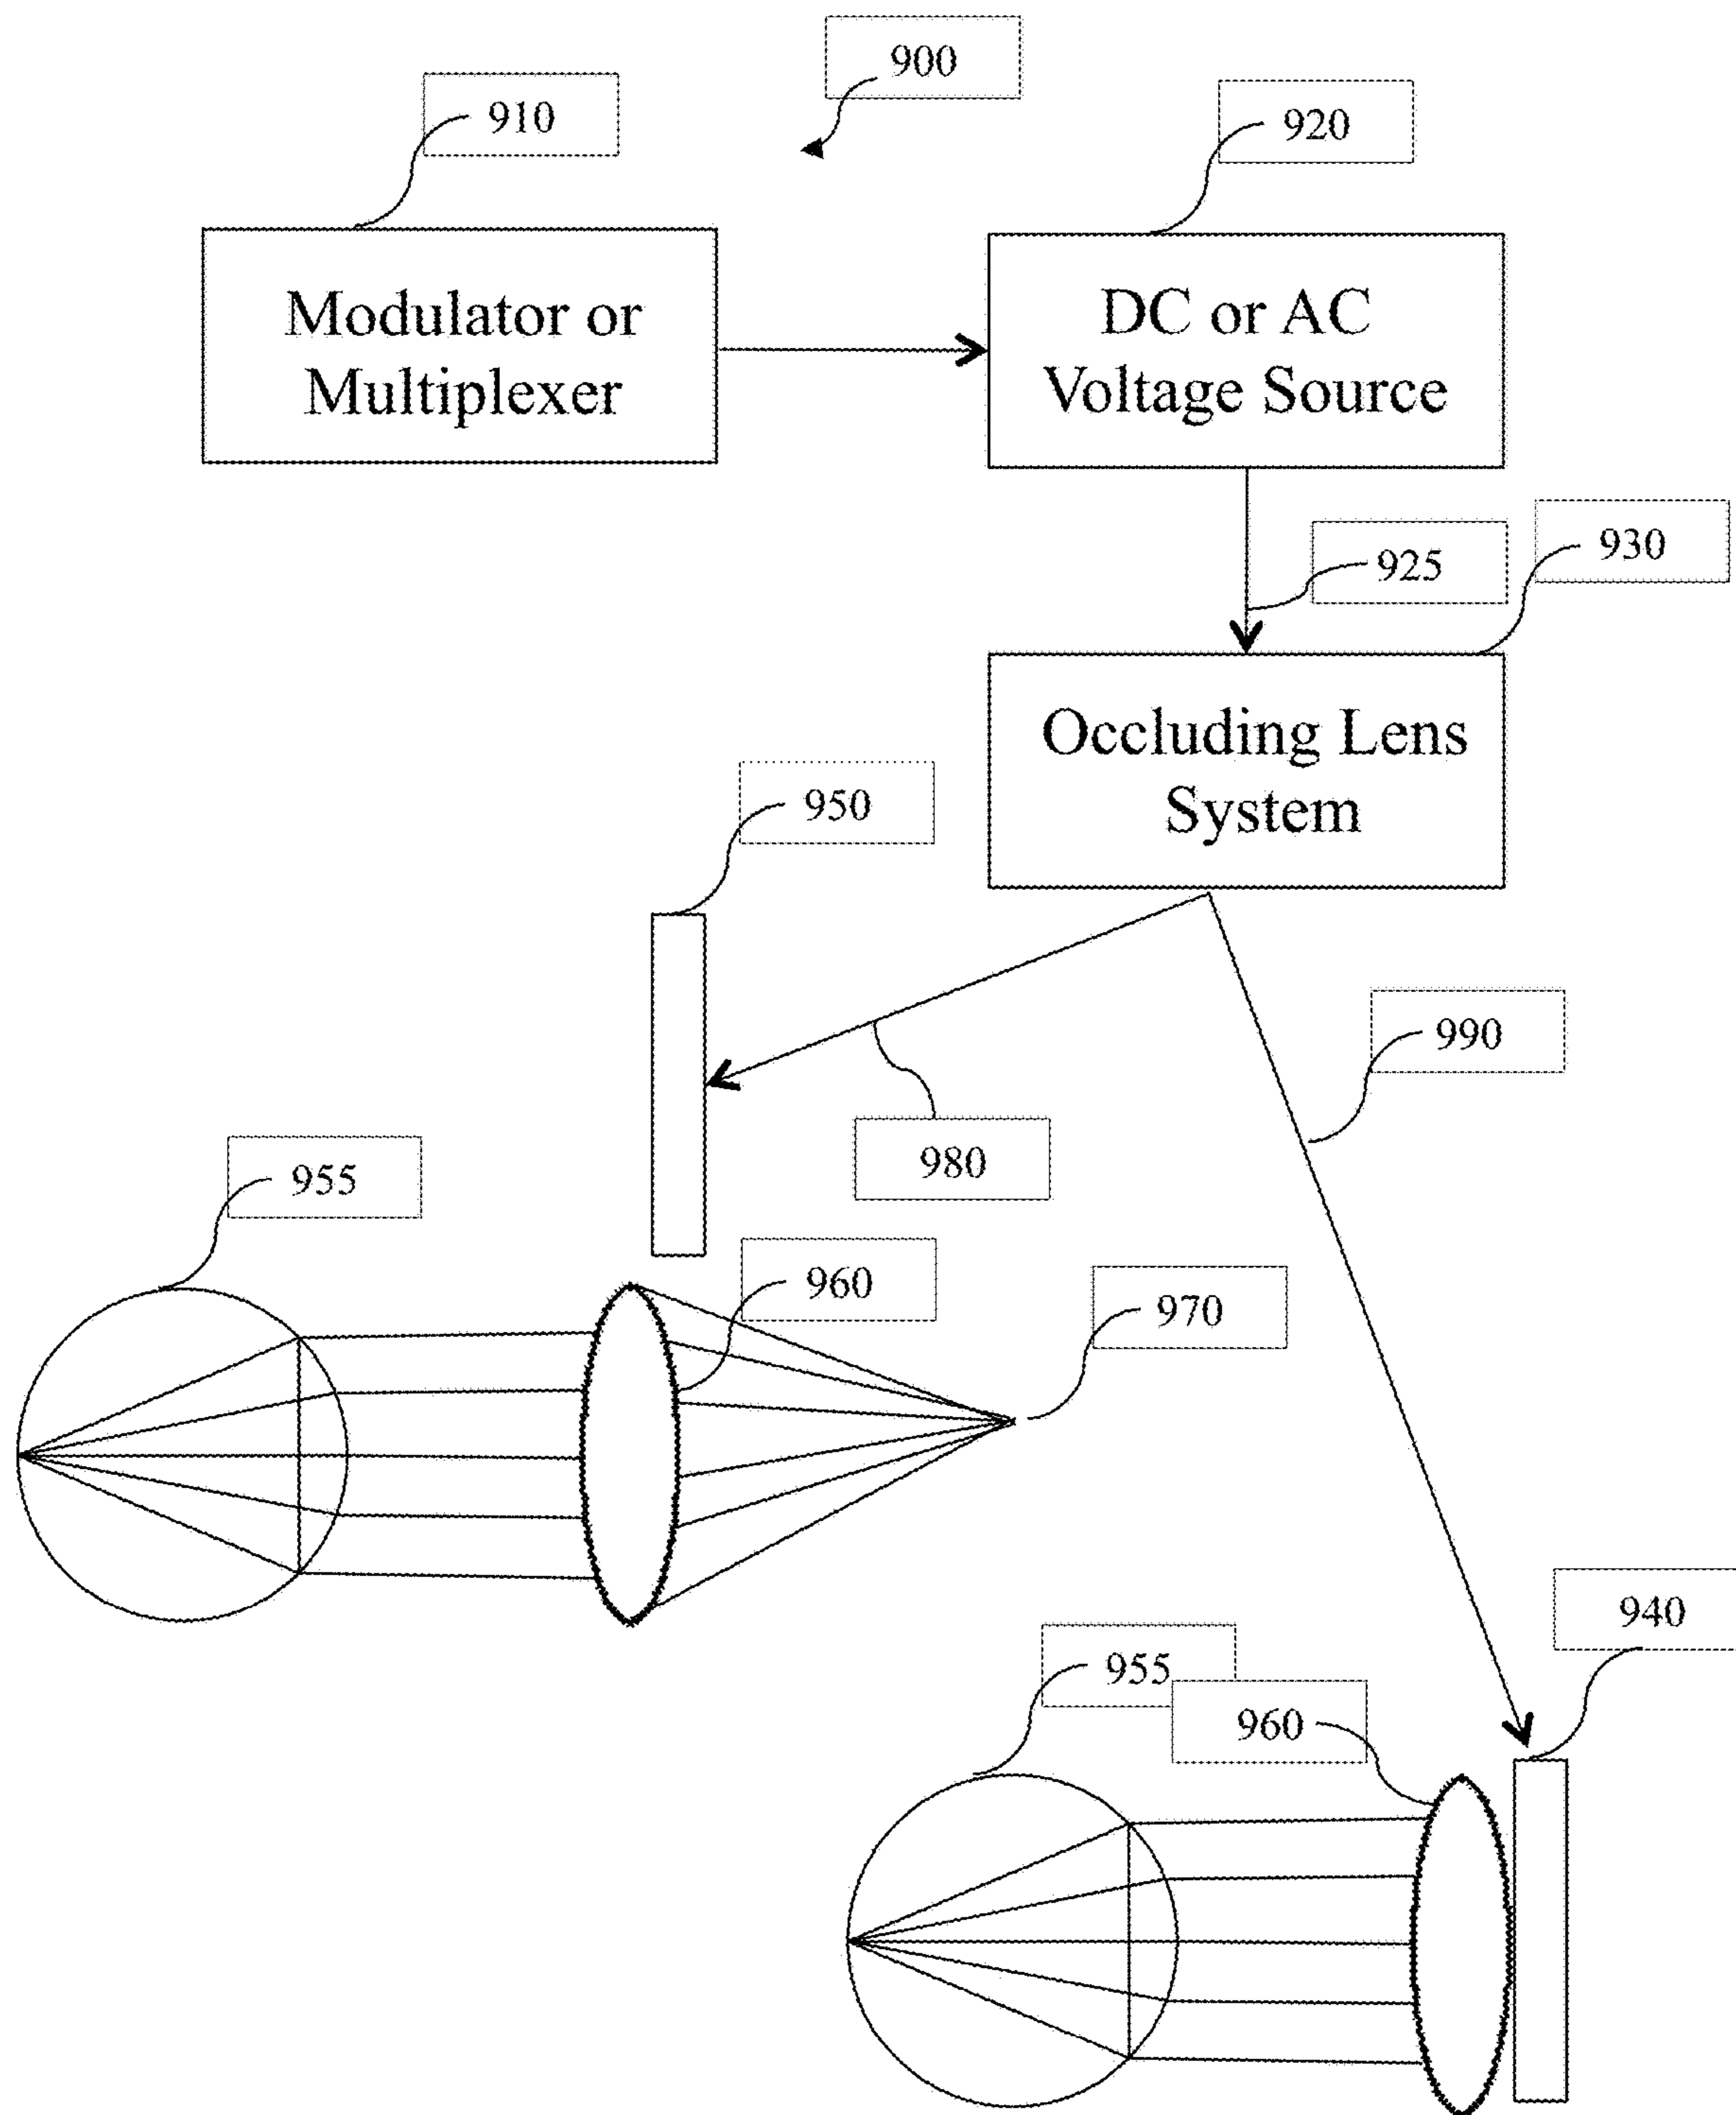 900
910
920
Modulator or
Multiplexer
DC or AC
Voltage Source
925
930
Occluding Lens
System
950
990
980
955
960
970
940
955
960